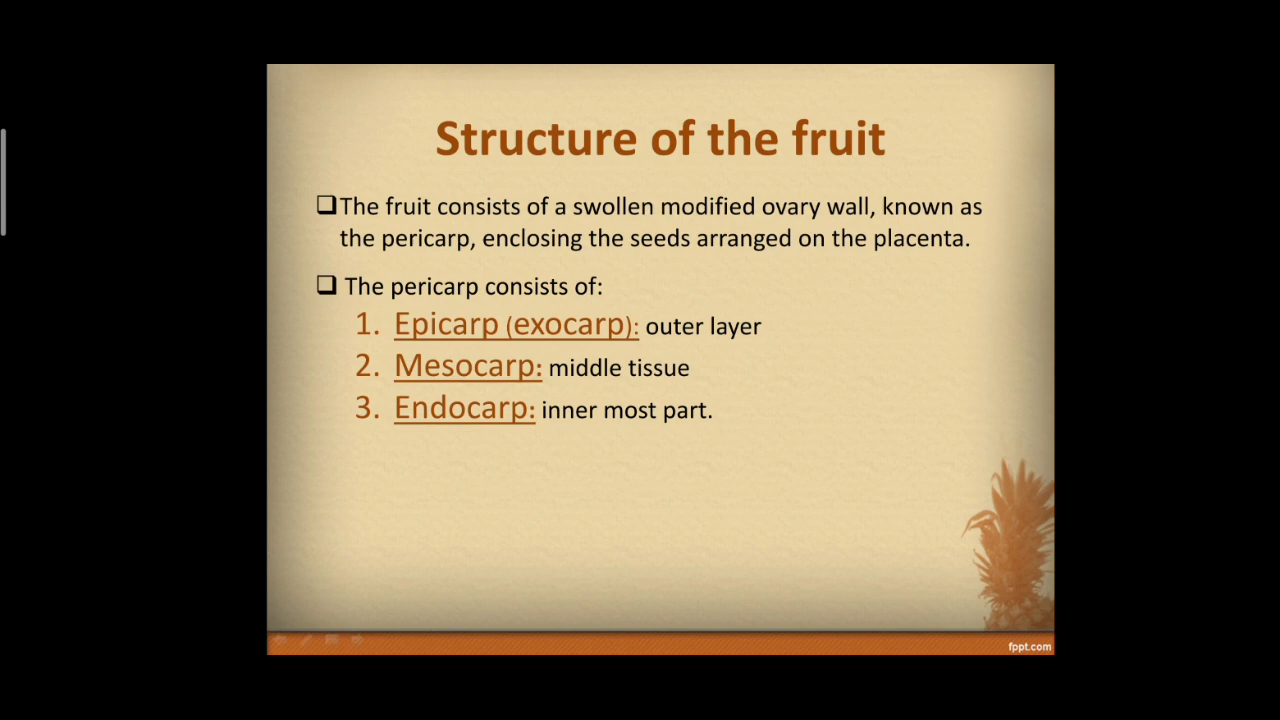 Structure of the fruit
❑The fruit consists of a swollen modified ovary wall, known as
the pericarp, enclosing the seeds arranged on the placenta.
❑ The pericarp consists of:
1. Epicarp (exocarp): outer layer
2. Mesocarp: middle tissue
3. Endocarp: inner most part.
fppt.com